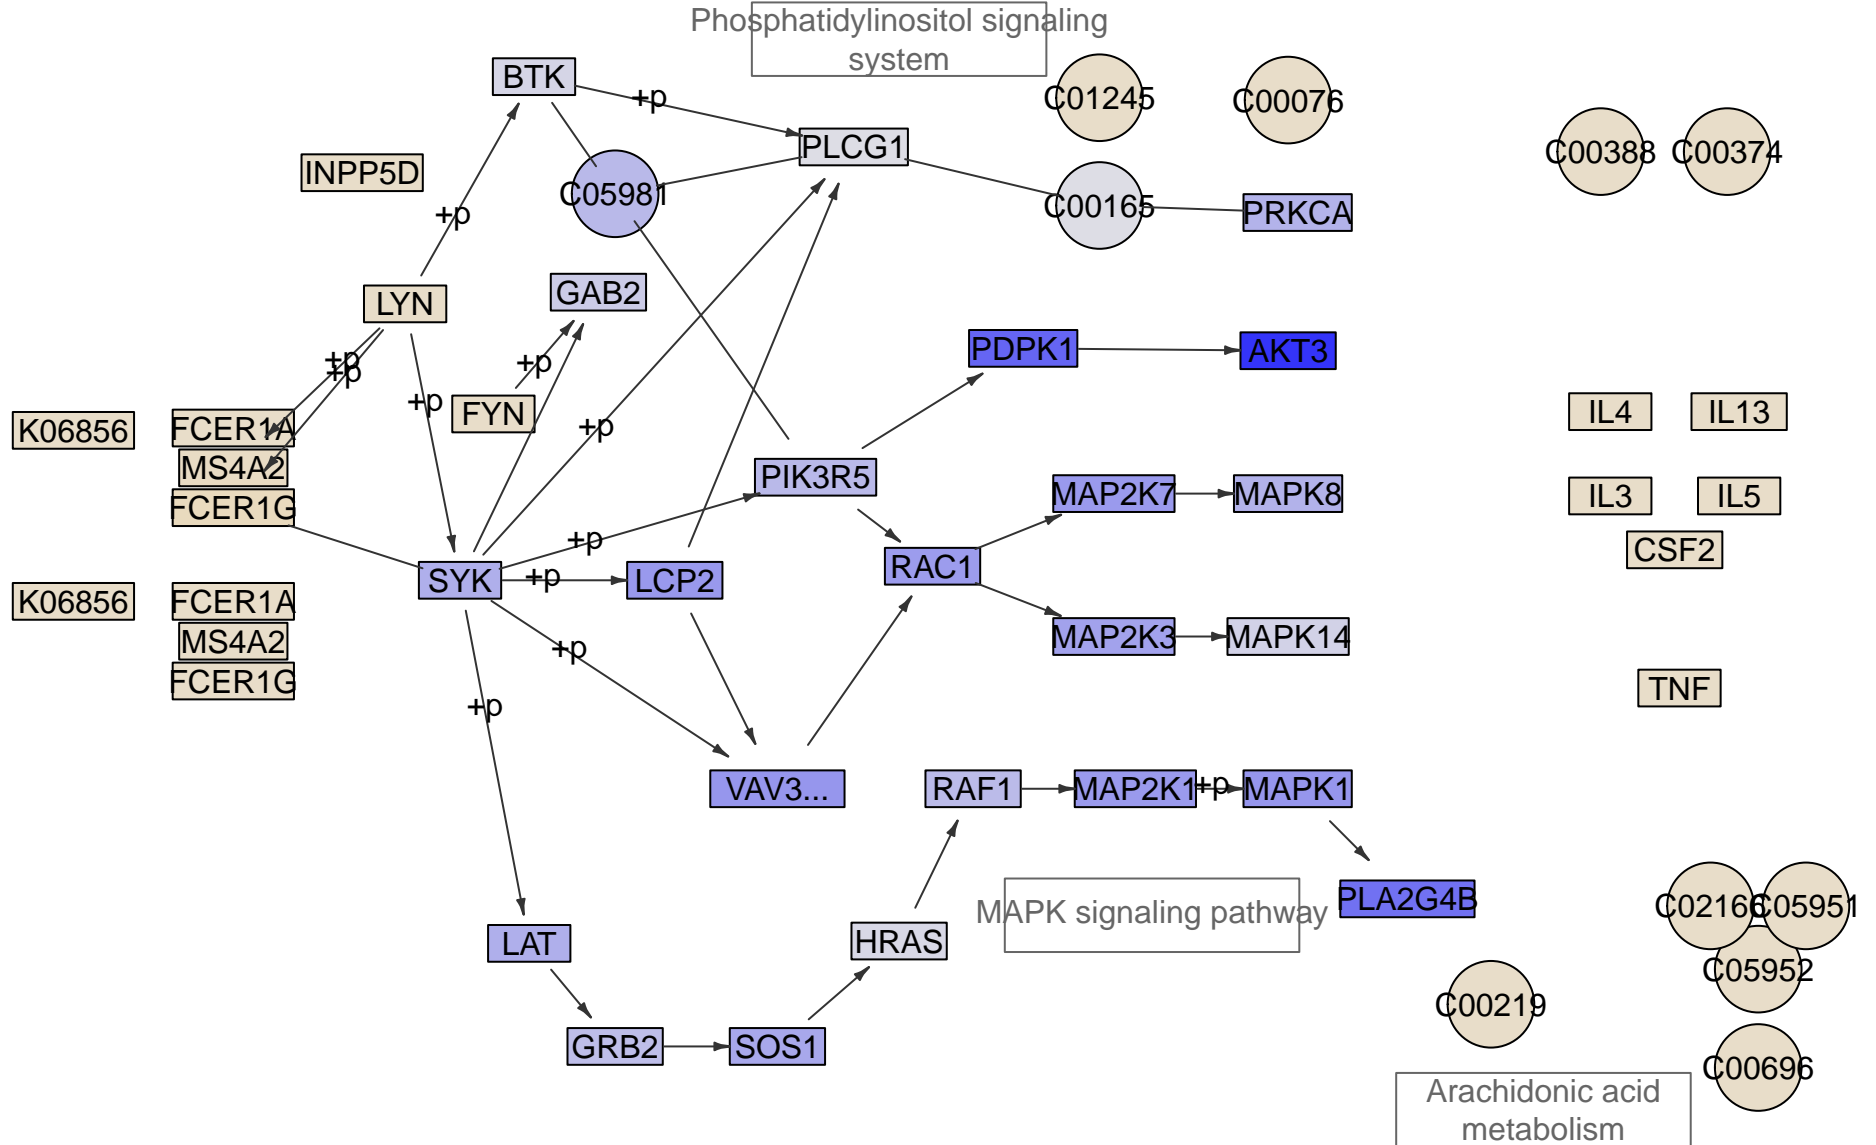 Phosphatidylinositol signaling
system
BTK
+p
C01245
C00076
PLCG1
C00388
C00374
INPP5D
C05981
C00165
PRKCA
+p
LYN
GAB2
+p
+p
+p
PDPK1
AKT3
+p
FYN
+p
K06856
FCER1A
IL4
IL13
MS4A2
PIK3R5
FCER1G
MAP2K7
MAPK8
IL3
IL5
+p
CSF2
SYK
+p
LCP2
RAC1
K06856
FCER1A
MS4A2
+p
MAP2K3
MAPK14
FCER1G
TNF
+p
VAV3...
RAF1
MAP2K1
+p
MAPK1
PLA2G4B
MAPK signaling pathway
C02166
C05951
LAT
HRAS
C05952
C00219
GRB2
SOS1
C00696
Arachidonic acid
metabolism